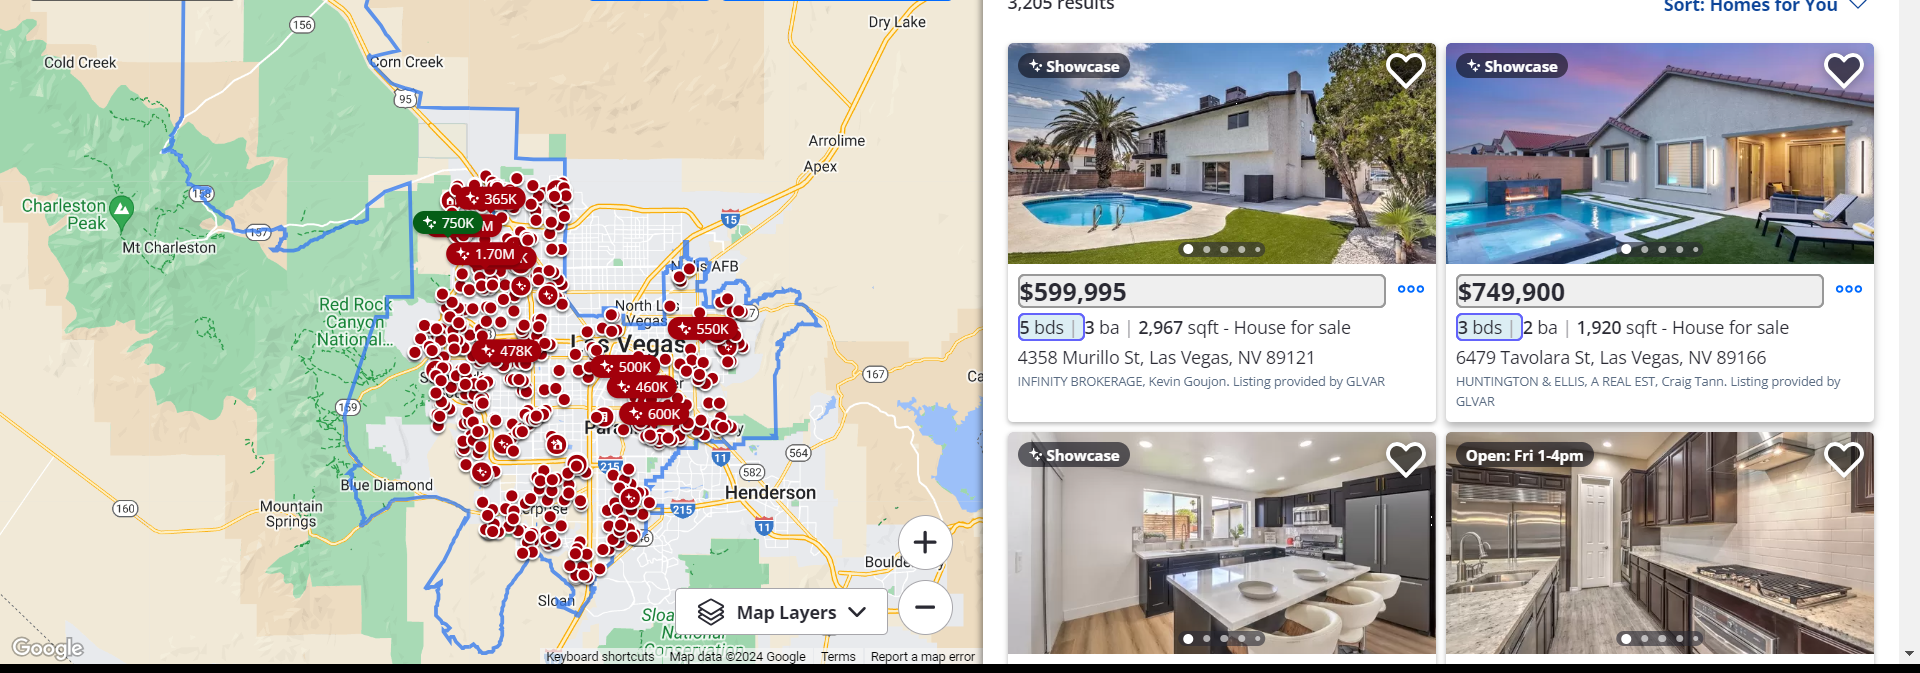 156
Dry Lake
Cold Creek
Corn Creek
95
Arrolime
Apex
158
365K
Charleston
Peak
750K
M
15
157
Mt Charleston
1.70M
K
AFB
Red Rock
Canyon
National...
North Las
Vegas
550K
Las Vegas
478K
500K
167
460K
159
600K
215
11
564
582
Blue Diamond
Henderson
Mountain
Springs
160
215
11
Sloan
Map Layers
Google
Keyboard shortcuts
Map data ©2024 Google
Terms
Report a map error
3,205 results
Sort: Homes for You
Showcase
$599,995
5 bds | 3 ba | 2,967 sqft - House for sale
4358 Murillo St, Las Vegas, NV 89121
INFINITY BROKERAGE, Kevin Goujon. Listing provided by GLVAR
Showcase
$749,900
3 bds | 2 ba | 1,920 sqft - House for sale
6479 Tavolara St, Las Vegas, NV 89166
HUNTINGTON & ELLIS, A REAL EST, Craig Tann. Listing provided by
GLVAR
Showcase
Open: Fri 1-4pm